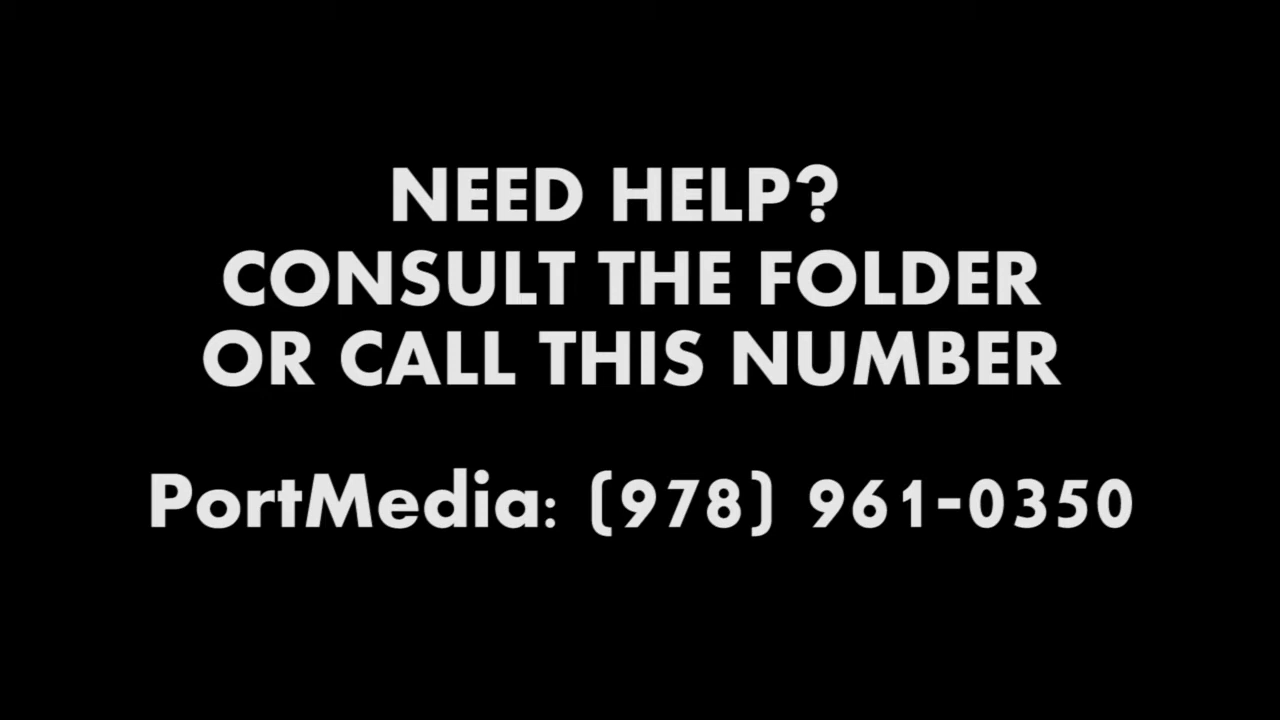 NEED HELP?
CONSULT THE FOLDER
OR CALL THIS NUMBER
PortMedia: (978) 961-0350